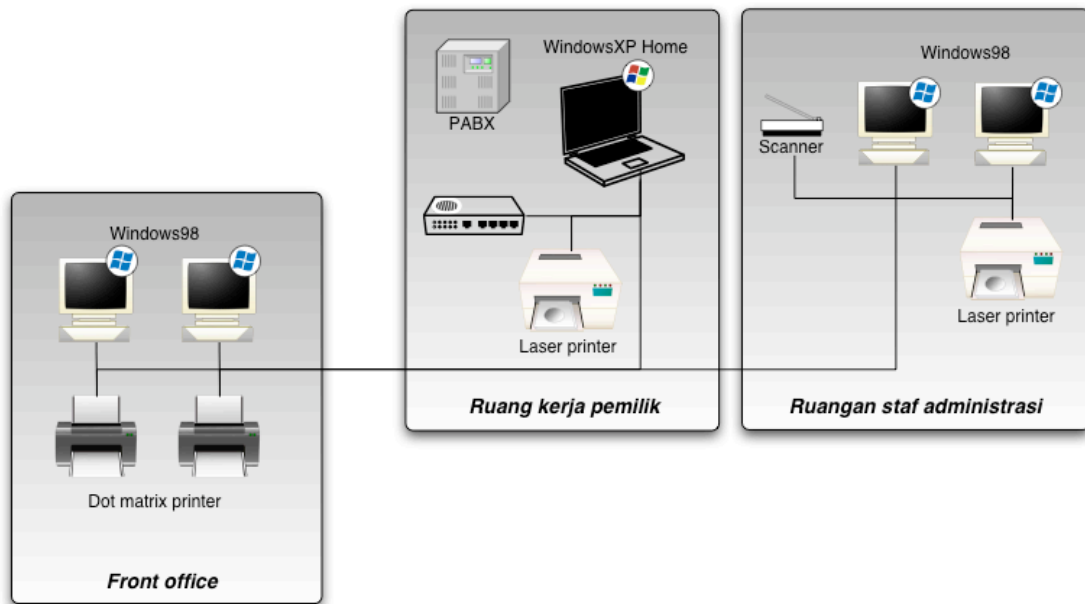 WindowsXP Home
PABX
Laser printer
Ruang kerja pemilik
Windows98
Scanner
Laser printer
Ruangan staf administrasi
Windows98
Dot matrix printer
Front office